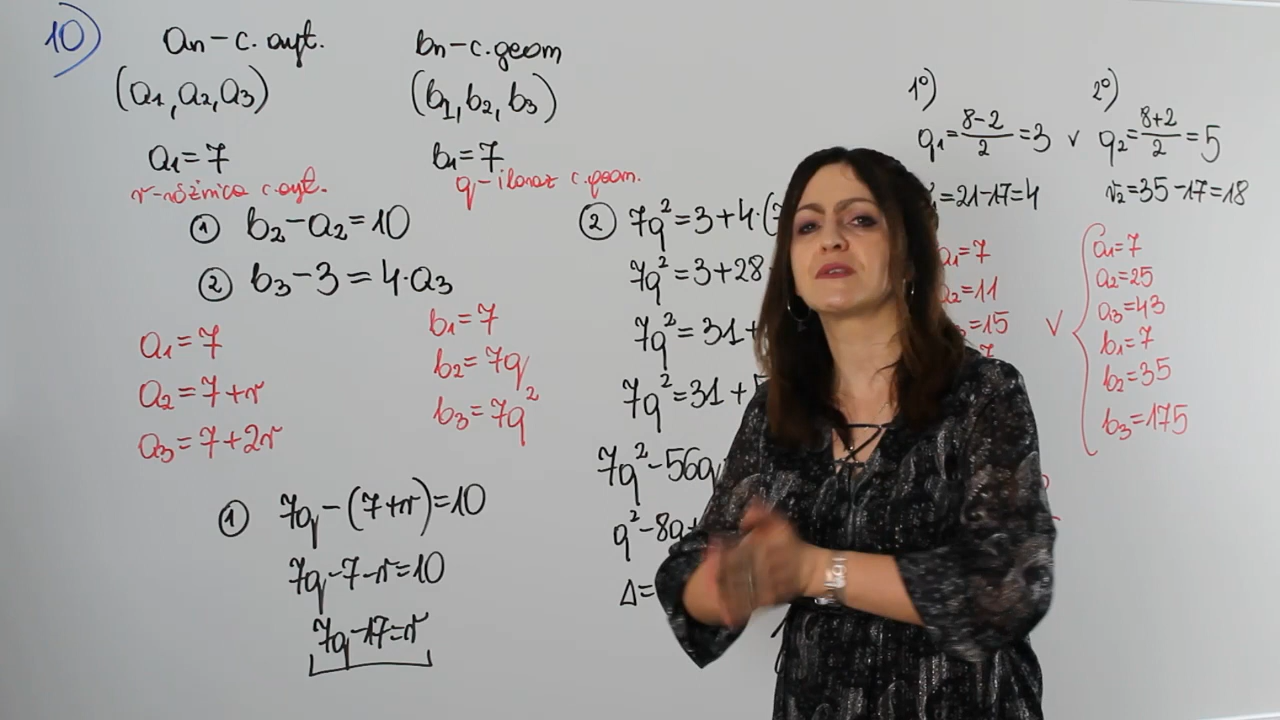 10)
an - c. aryt.
(a1, a2, a3)
a1 = 7
r - różnica c. aryt.
bn - c. geom
(b1, b2, b3)
b1 = 7
q - iloraz c. geom.
① b2 - a2 = 10
② b3 - 3 = 4·a3
a1 = 7
a2 = 7 + r
a3 = 7 + 2r
b1 = 7
b2 = 7q
b3 = 7q²
① 7q - (7+r) = 10
7q - 7 - r = 10
7q - 17 = r
② 7q² = 3 + 4·(
7q² = 3 + 28
7q² = 31 +
7q² = 31 +
7q² - 56q
q² - 8q +
Δ =
1°)
q1 = \frac{8-2}{2} = 3 ∨
= 21 - 17 = 4
a1 = 7
a2 = 11
= 15
∨
2°)
q2 = \frac{8+2}{2} = 5
r2 = 35 - 17 = 18
a1 = 7
a2 = 25
a3 = 43
b1 = 7
b2 = 35
b3 = 175